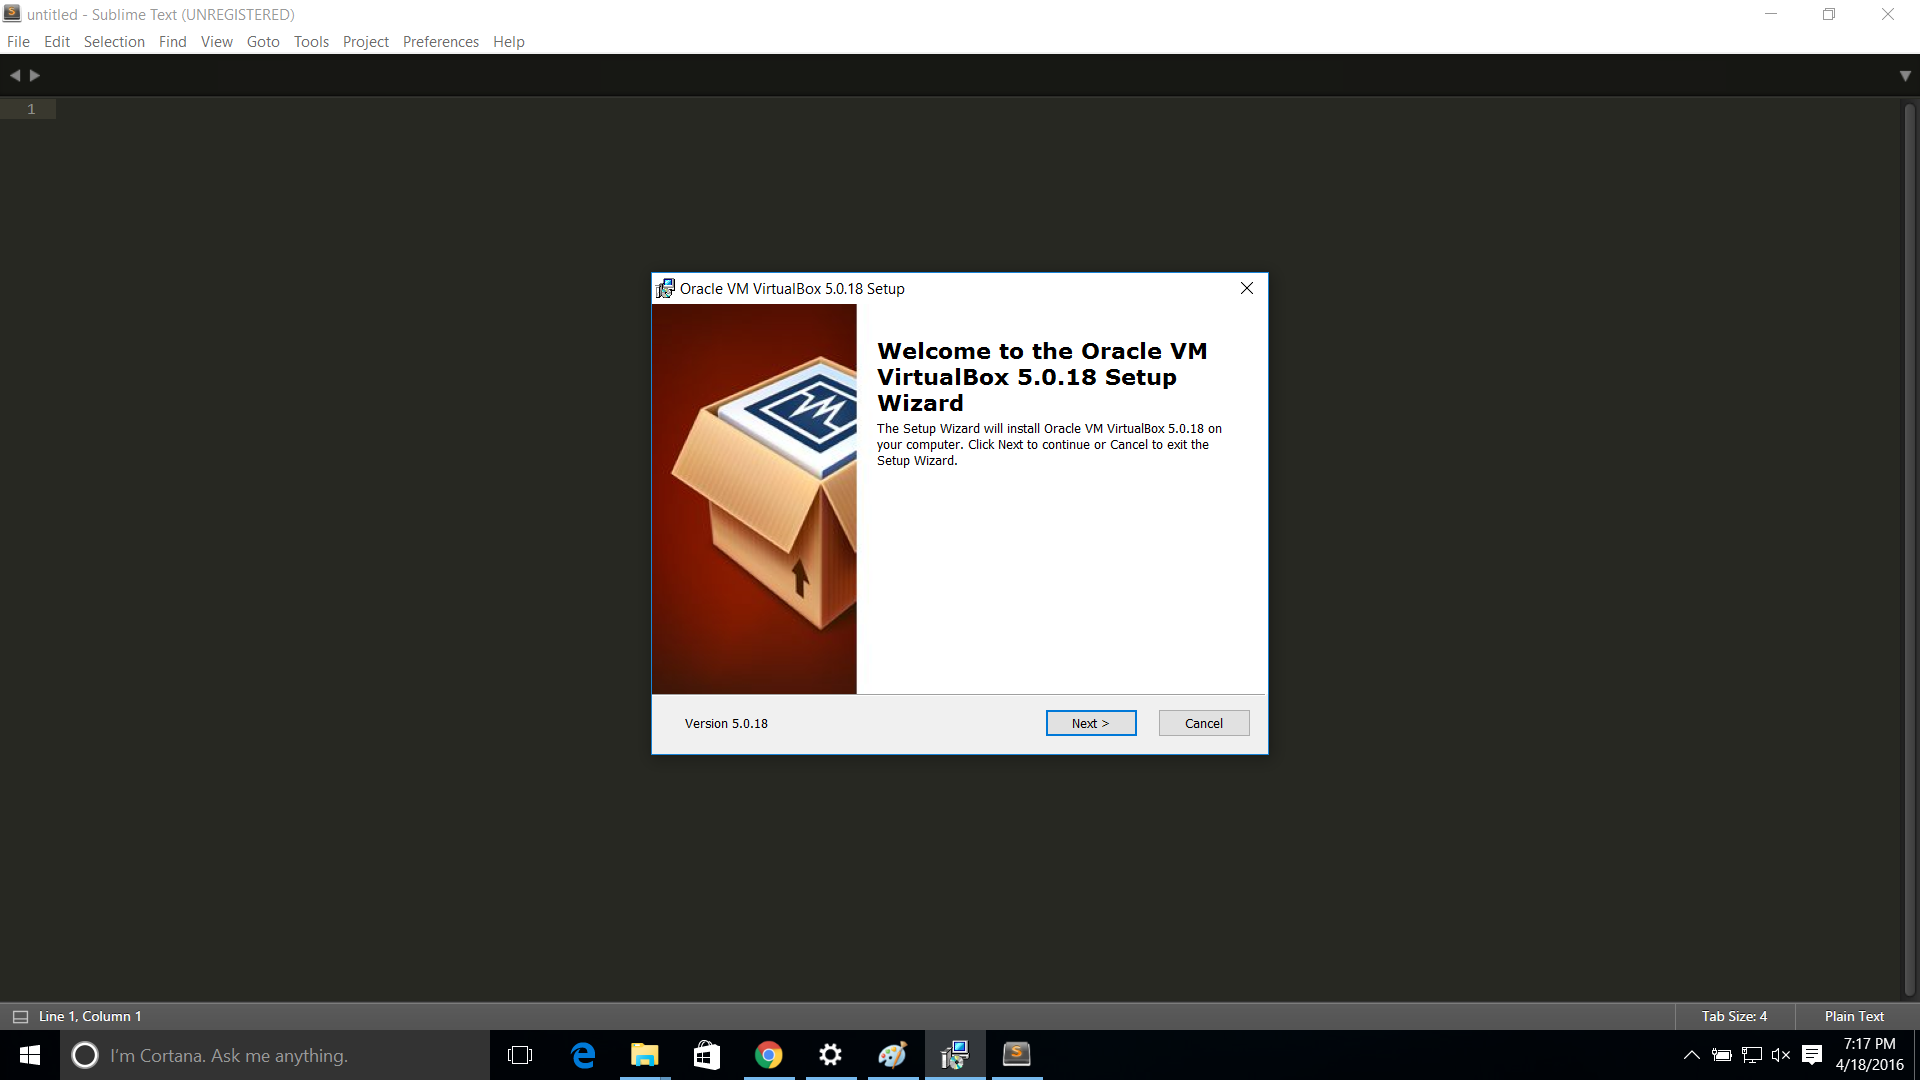 untitled - Sublime Text (UNREGISTERED)
File Edit Selection Find View Goto Tools Project Preferences Help
1
Oracle VM VirtualBox 5.0.18 Setup
Welcome to the Oracle VM
VirtualBox 5.0.18 Setup
Wizard
The Setup Wizard will install Oracle VM VirtualBox 5.0.18 on
your computer. Click Next to continue or Cancel to exit the
Setup Wizard.
Version 5.0.18
Next >
Cancel
Line 1, Column 1
Tab Size: 4
Plain Text
I'm Cortana. Ask me anything.
7:17 PM
4/18/2016